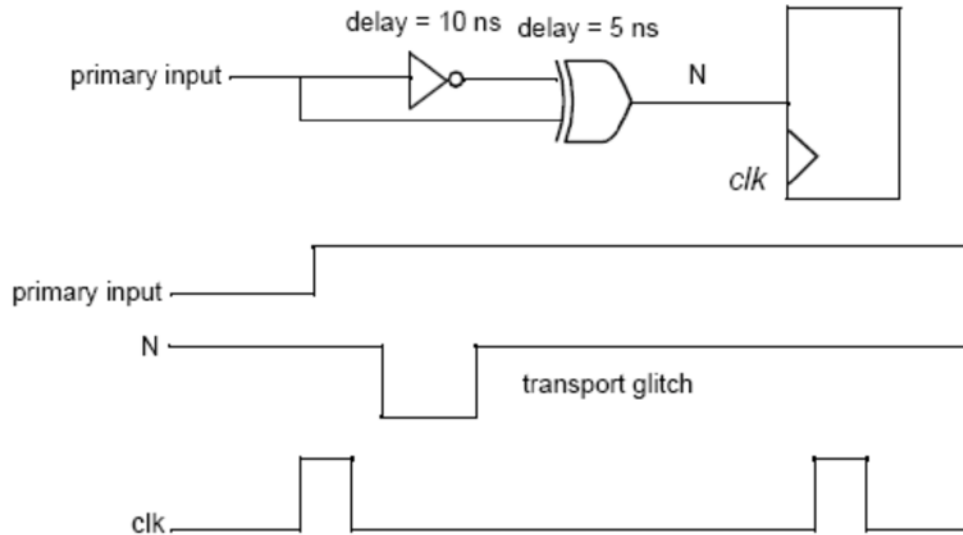 delay = 10 ns delay = 5 ns
primary input
N
clk
primary input
N
transport glitch
clk